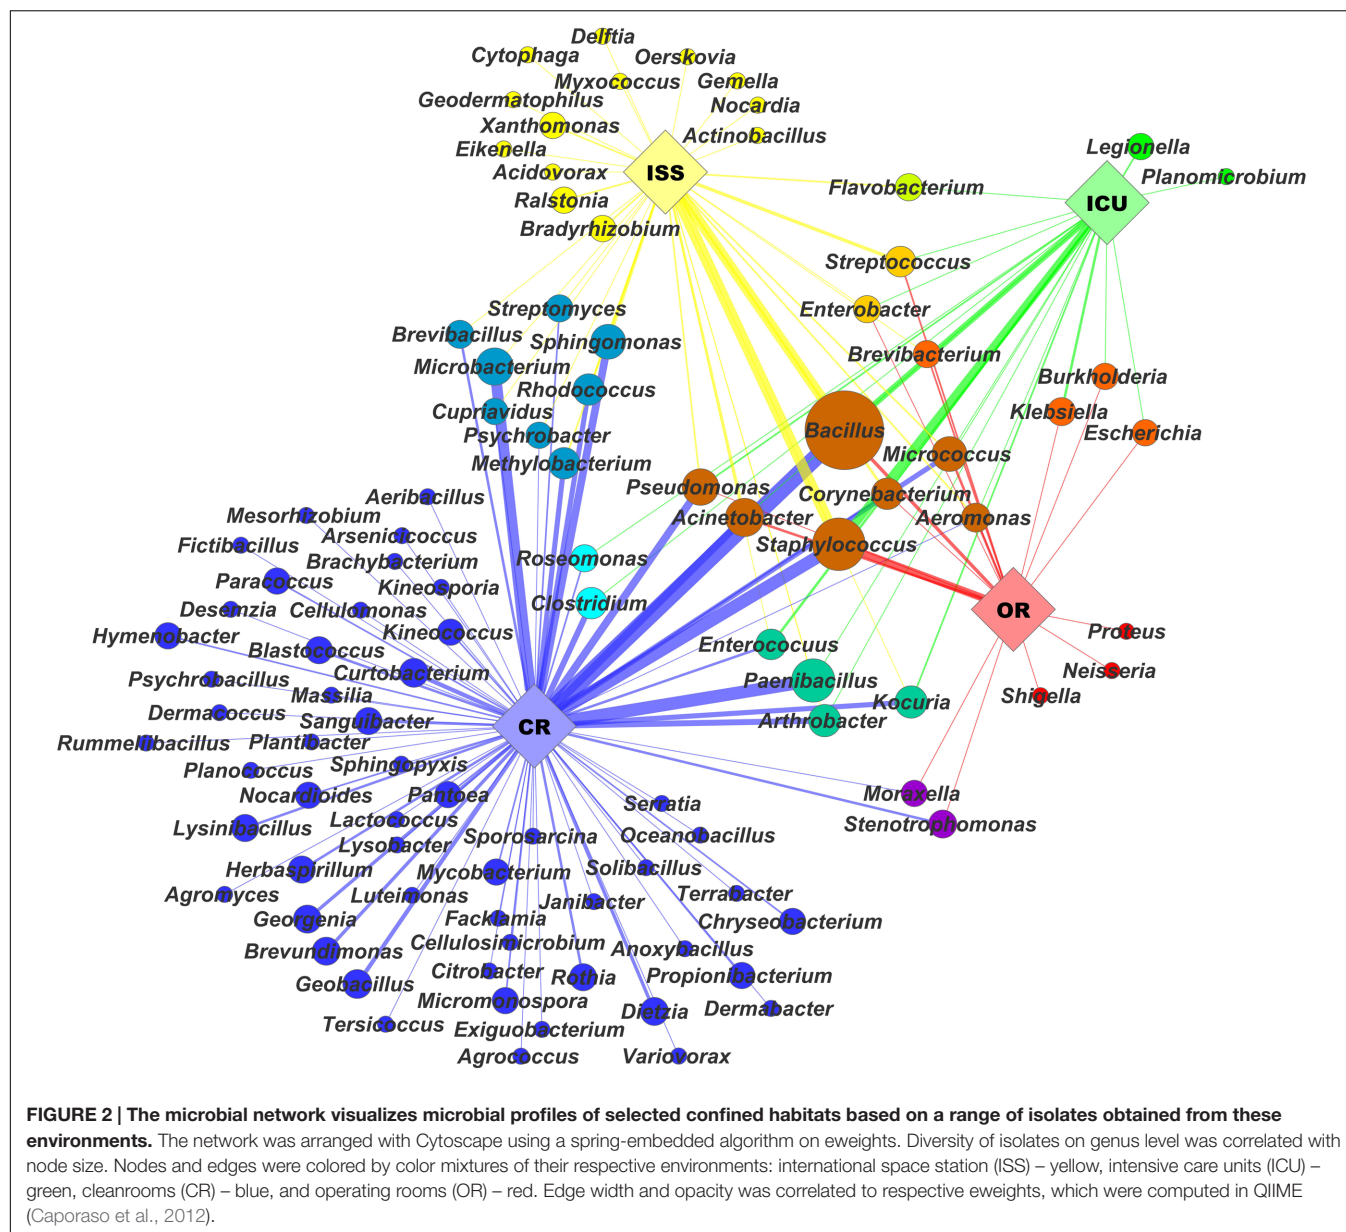 Delftia
Cytophaga
Oerskovia
Myxococcus
Gemella
Geodermatophilus
Nocardia
Xanthomonas
Actinobacillus
Eikenella
Legionella
Acidovorax
ISS
Planomicrobium
Flavobacterium
Ralstonia
ICU
Bradyrhizobium
Streptococcus
Streptomyces
Enterobacter
Brevibacillus
Sphingomonas
Brevibacterium
Microbacterium
Burkholderia
Rhodococcus
Cupriavidus
Klebsiella
Psychrobacter
Bacillus
Escherichia
Methylobacterium
Micrococcus
Pseudomonas
Corynebacterium
Aeribacillus
Mesorhizobium
Acinetobacter
Aeromonas
Arseniclcoccus
Fictibacillus
Staphylococcus
Brachybacterium
Roseomonas
Paracoccus
Kineosporia
Clostridium
Desemzia
Cellulomonas
OR
Hymenobacter
Kineococcus
Proteus
Blastococcus
Enterocouus
Curtobacterium
Neisseria
Psychrobacillus
Paenibacillus
Massilia
Shigella
Kocuria
Dermacoccus
Sanguibacter
Arthrobacter
CR
Rummeliibacillus
Plantibacter
Planococcus
Sphingopyxis
Nocardioides
Pantoea
Moraxella
Serratia
Lactococcus
Stenotrophomonas
Lysinibacillus
Sporosarcina
Oceanobacillus
Lysobacter
Herbaspirillum
Mycobacterium
Solibacillus
Agromyces
Luteimonas
Terrabacter
Janibacter
Georgenia
Facklamia
Chryseobacterium
Cellulosimicrobium
Brevundimonas
Anoxybacillus
Citrobacter
Rothia
Propionibacterium
Geobacillus
Micromonospora
Dietzia
Dermabacter
Tersicoccus
Exiguobacterium
Agrococcus
Variovorax
FIGURE 2 | The microbial network visualizes microbial profiles of selected confined habitats based on a range of isolates obtained from these
environments. The network was arranged with Cytoscape using a spring-embedded algorithm on eweights. Diversity of isolates on genus level was correlated with
node size. Nodes and edges were colored by color mixtures of their respective environments: international space station (ISS) – yellow, intensive care units (ICU) –
green, cleanrooms (CR) – blue, and operating rooms (OR) – red. Edge width and opacity was correlated to respective eweights, which were computed in QIIME
(Caporaso et al., 2012).